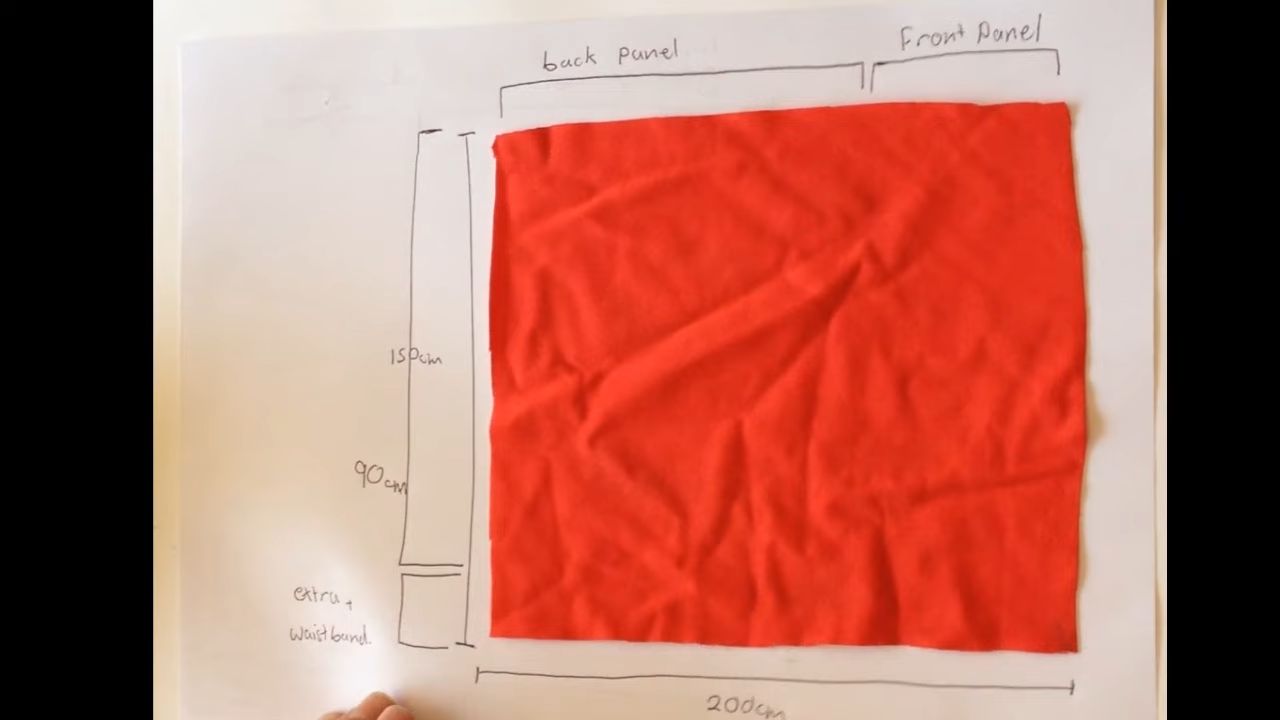 back panel
Front Panel
150cm
90cm
extra +
waistband.
200cm